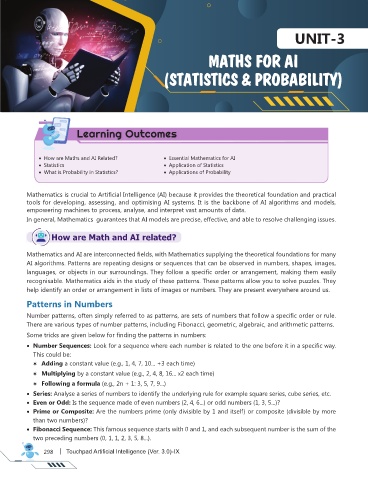 UNIT-3
MATHS FOR AI
(STATISTICS & PROBABILITY)
Learning Outcomes
• How are Maths and AI Related?
• Essential Mathematics for AI
• Statistics
• Application of Statistics
• What is Probability in Statistics?
• Applications of Probability
Mathematics is crucial to Artificial Intelligence (AI) because it provides the theoretical foundation and practical
tools for developing, assessing, and optimising AI systems. It is the backbone of AI algorithms and models,
empowering machines to process, analyse, and interpret vast amounts of data.
In general, Mathematics guarantees that AI models are precise, effective, and able to resolve challenging issues.
How are Math and AI related?
Mathematics and AI are interconnected fields, with Mathematics supplying the theoretical foundations for many
AI algorithms. Patterns are repeating designs or sequences that can be observed in numbers, shapes, images,
languages, or objects in our surroundings. They follow a specific order or arrangement, making them easily
recognisable. Mathematics aids in the study of these patterns. These patterns allow you to solve puzzles. They
help identify an order or arrangement in lists of images or numbers. They are present everywhere around us.
Patterns in Numbers
Number patterns, often simply referred to as patterns, are sets of numbers that follow a specific order or rule.
There are various types of number patterns, including Fibonacci, geometric, algebraic, and arithmetic patterns.
Some tricks are given below for finding the patterns in numbers:
• Number Sequences: Look for a sequence where each number is related to the one before it in a specific way.
This could be:
★ Adding a constant value (e.g., 1, 4, 7, 10... +3 each time)
★ Multiplying by a constant value (e.g., 2, 4, 8, 16... x2 each time)
★ Following a formula (e.g., 2n + 1: 3, 5, 7, 9...)
• Series: Analyse a series of numbers to identify the underlying rule for example square series, cube series, etc.
• Even or Odd: Is the sequence made of even numbers (2, 4, 6...) or odd numbers (1, 3, 5...)?
• Prime or Composite: Are the numbers prime (only divisible by 1 and itself) or composite (divisible by more
than two numbers)?
• Fibonacci Sequence: This famous sequence starts with 0 and 1, and each subsequent number is the sum of the
two preceding numbers (0, 1, 1, 2, 3, 5, 8...).
298 | Touchpad Artificial Intelligence (Ver. 3.0)-IX